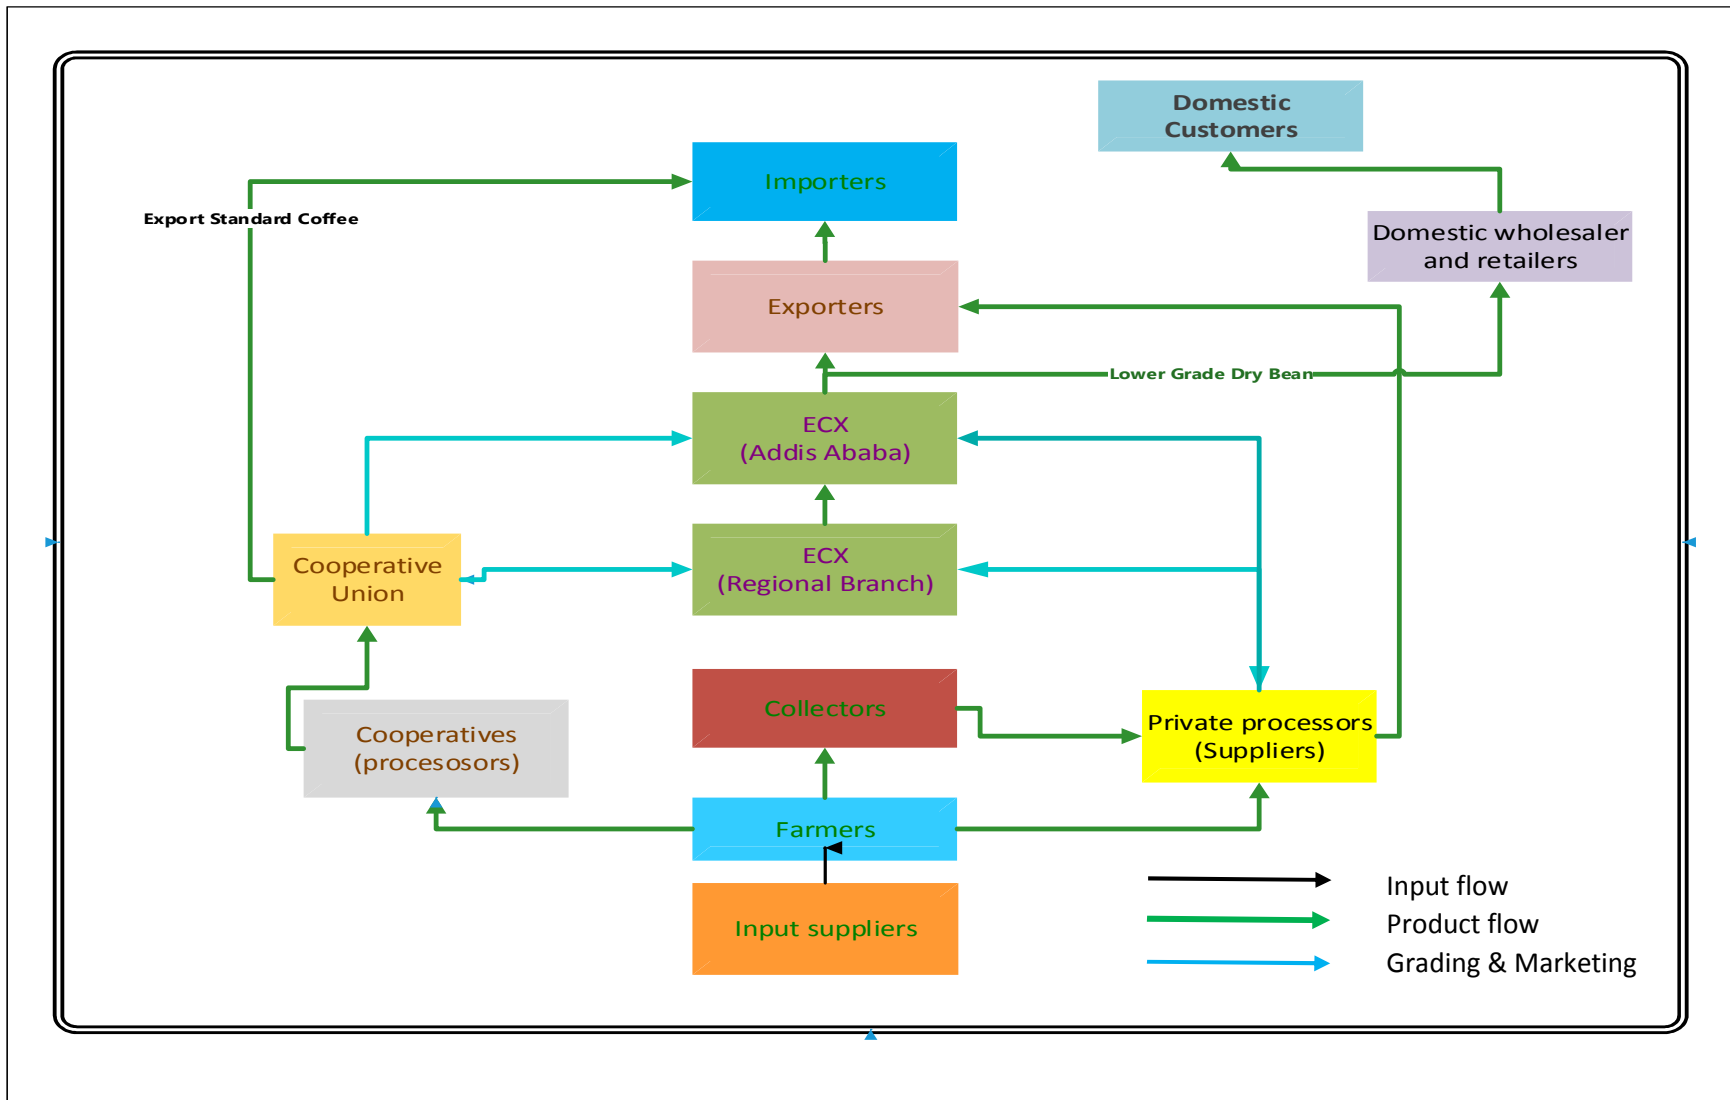 Domestic
Customers
Importers
Export Standard Coffee
Domestic wholesaler
and retailers
Exporters
Lower Grade Dry Bean
ECX
(Addis Ababa)
ECX
(Regional Branch)
Cooperative
Union
Collectors
Private processors
(Suppliers)
Cooperatives
(procesosors)
Farmers
Input suppliers
Input flow
Product flow
Grading & Marketing